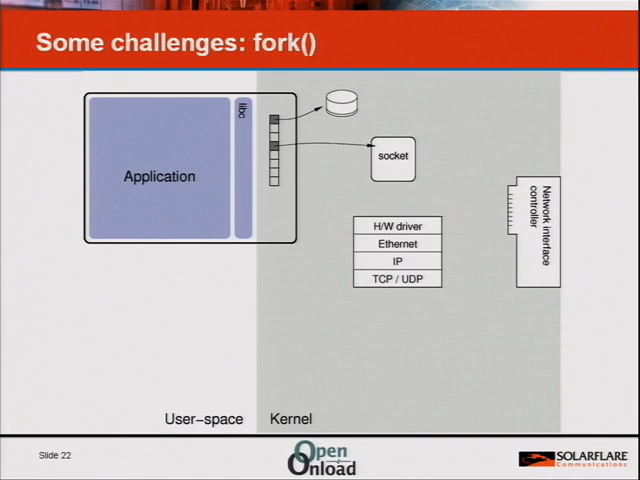 Some challenges: fork()
Application
libc
socket
H/W driver
Ethernet
IP
TCP / UDP
Network interface
controller
User-space
Kernel
Slide 22
Open
Onload
SOLARFLARE
Communications